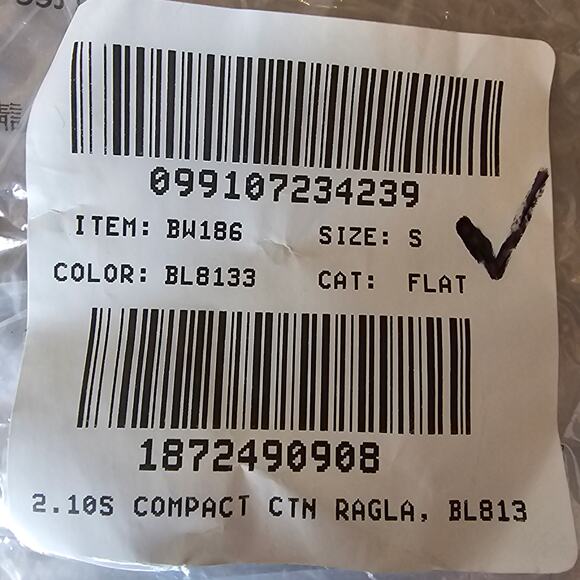 099107234239
ITEM: BW186 SIZE: S
COLOR: BL8133 CAT: FLAT
1872490908
2.10S COMPACT CTN RAGLA, BL813